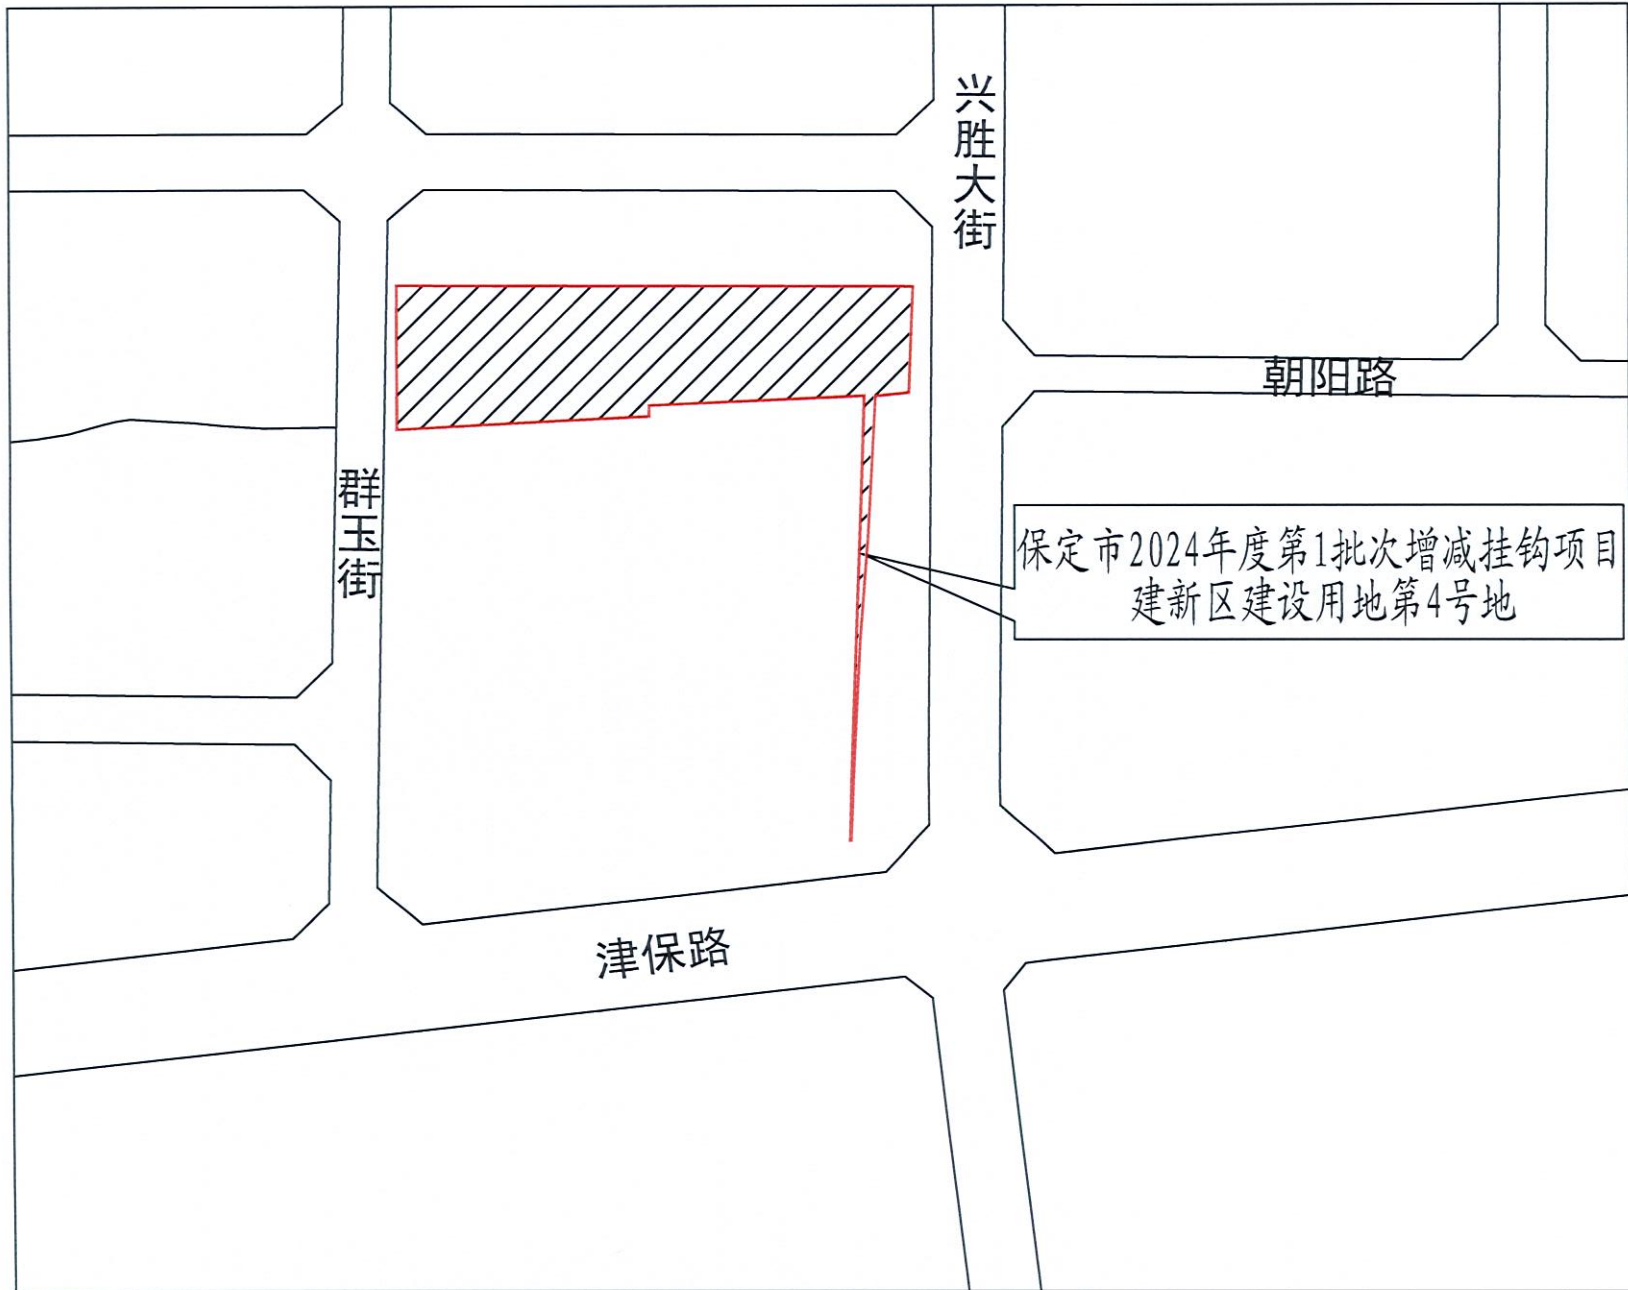 兴胜大街
朝阳路
群玉街
保定市2024年度第1批次增减挂钩项目
建新区建设用地第4号地
津保路